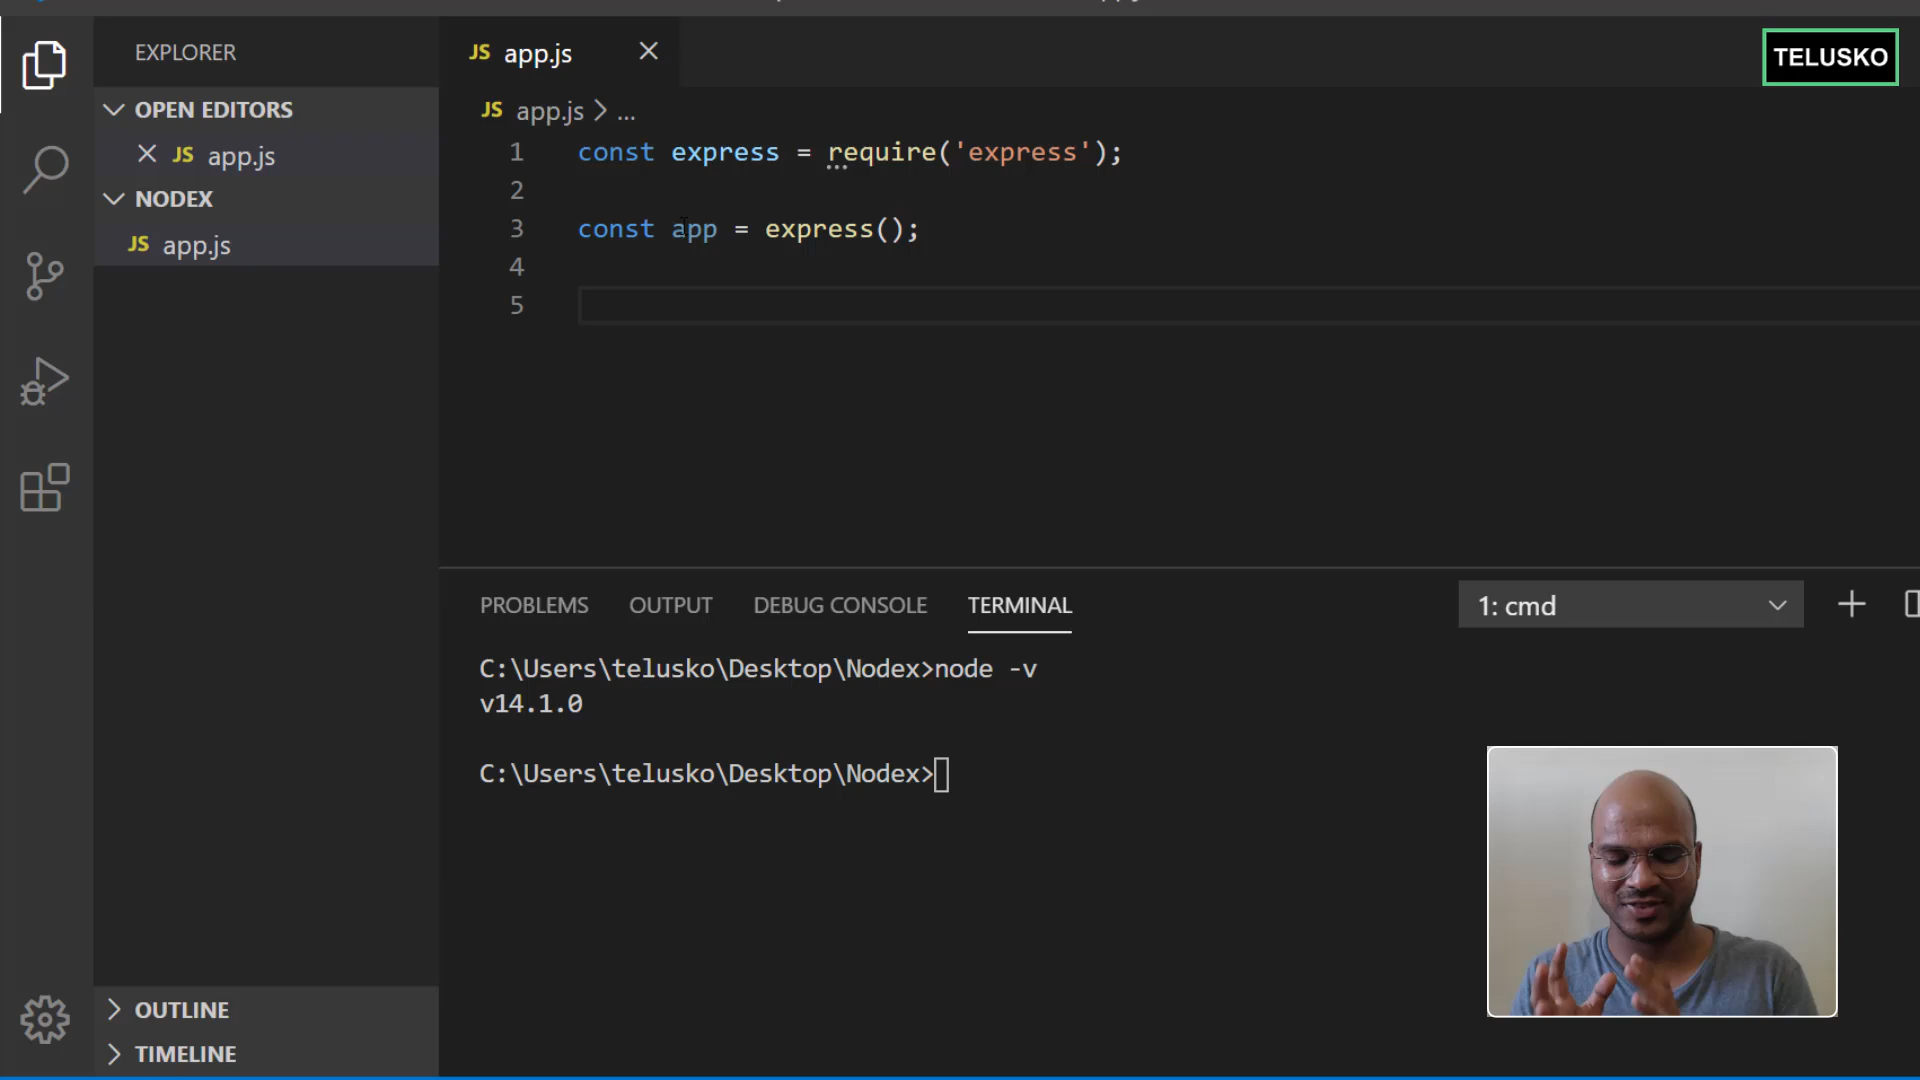 EXPLORER
OPEN EDITORS
JS app.js
NODEX
JS app.js
OUTLINE
TIMELINE
JS app.js
TELUSKO
JS app.js > ...
1 const express = require('express');
2
3 const app = express();
4
5
PROBLEMS OUTPUT DEBUG CONSOLE TERMINAL
1: cmd
C:\Users\telusko\Desktop\Nodex>node -v
v14.1.0
C:\Users\telusko\Desktop\Nodex>